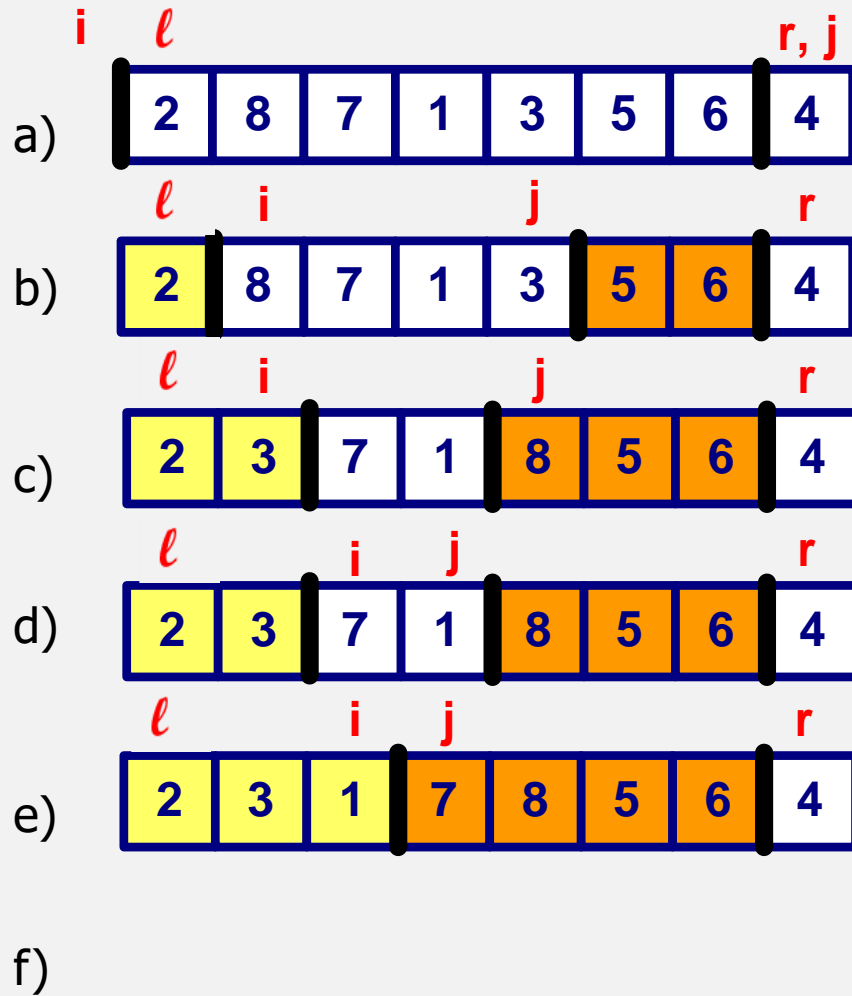 i ℓ r, j
a) 2 8 7 1 3 5 6 4
ℓ i j r
b) 2 8 7 1 3 5 6 4
ℓ i j r
c) 2 3 7 1 8 5 6 4
ℓ i j r
d) 2 3 7 1 8 5 6 4
ℓ i j r
e) 2 3 1 7 8 5 6 4
f)